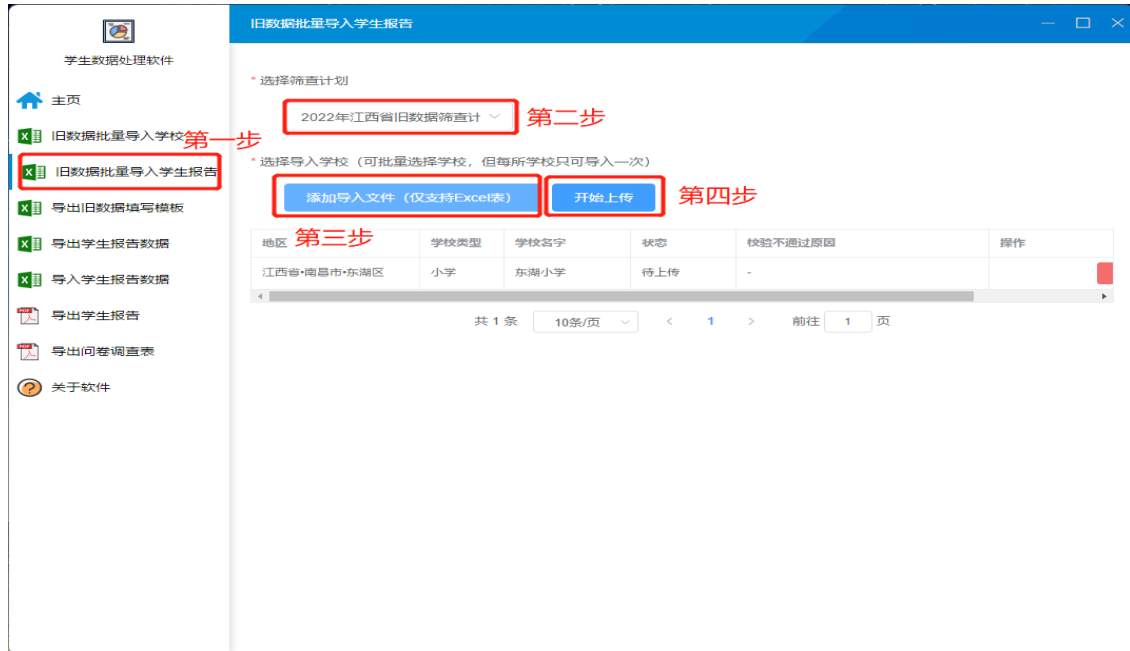 旧数据批量导入学生报告
学生数据处理软件
主页
旧数据批量导入学校
第一步
旧数据批量导入学生报告
导出旧数据填写模板
导出学生报告数据
导入学生报告数据
导出学生报告
导出问卷调查表
关于软件
* 选择筛查计划
2022年江西省旧数据筛查计
第二步
* 选择导入学校（可批量选择学校，但每所学校只可导入一次）
添加导入文件（仅支持Excel表）
开始上传
第四步
第三步
地区 学校类型 学校名字 状态 校验不通过原因 操作
江西省•南昌市•东湖区 小学 东湖小学 待上传 -
共 1 条 10条/页 < 1 > 前往 1 页